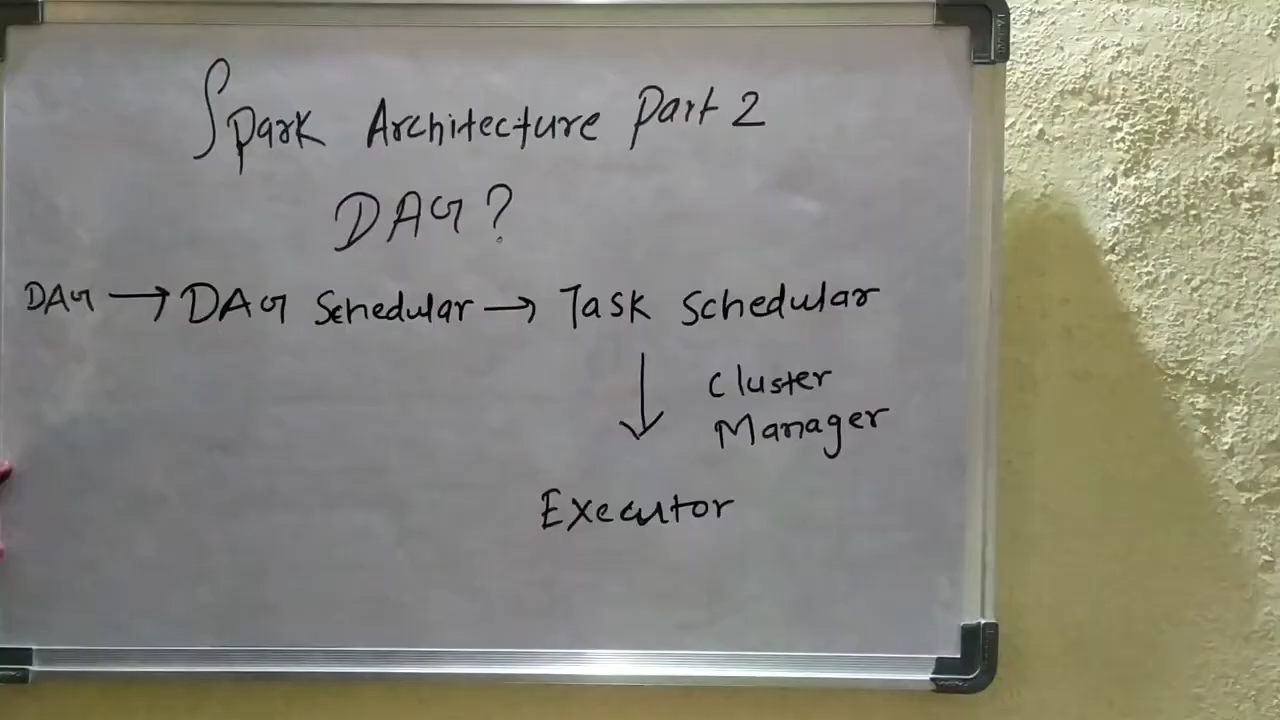 Spark Architecture Part 2
DAG?
DAG → DAG Schedular → Task Schedular
↓ Cluster
Manager
Executor